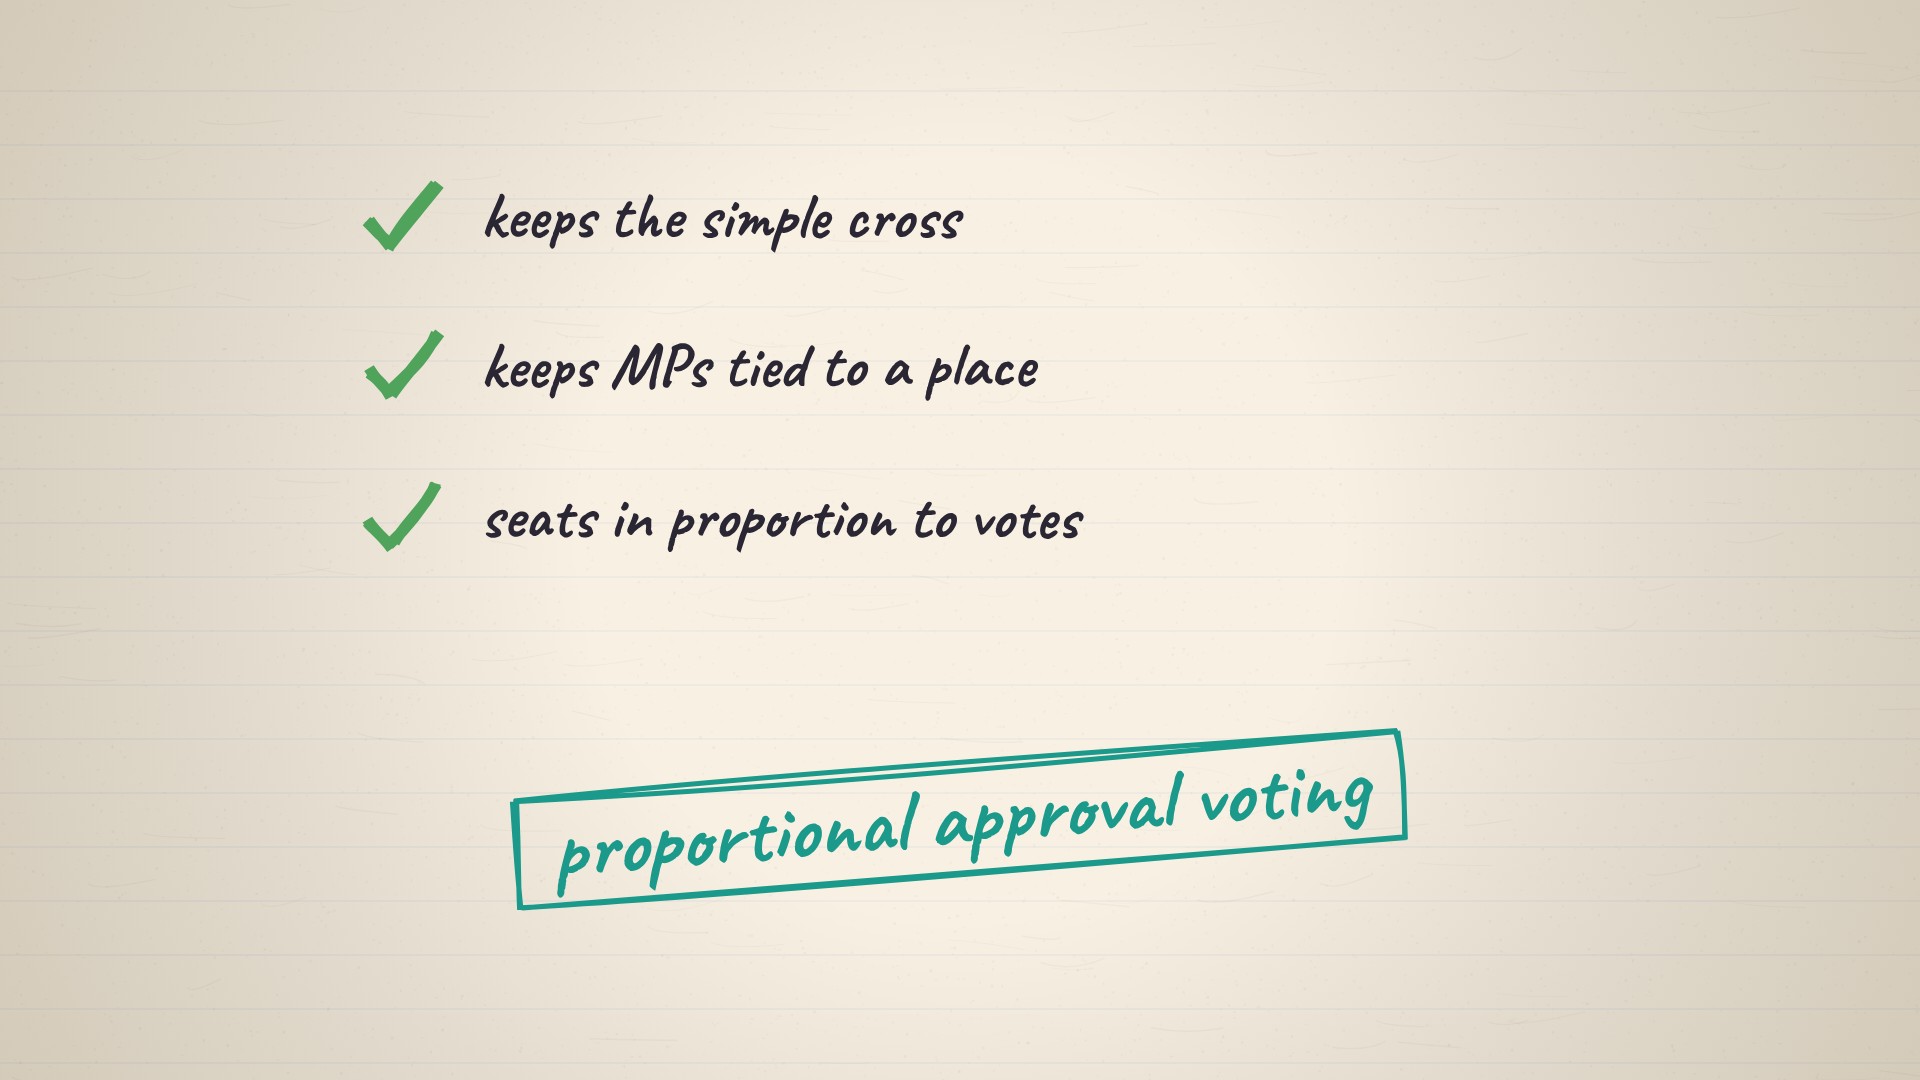 keeps the simple cross
keeps MPs tied to a place
seats in proportion to votes
proportional approval voting